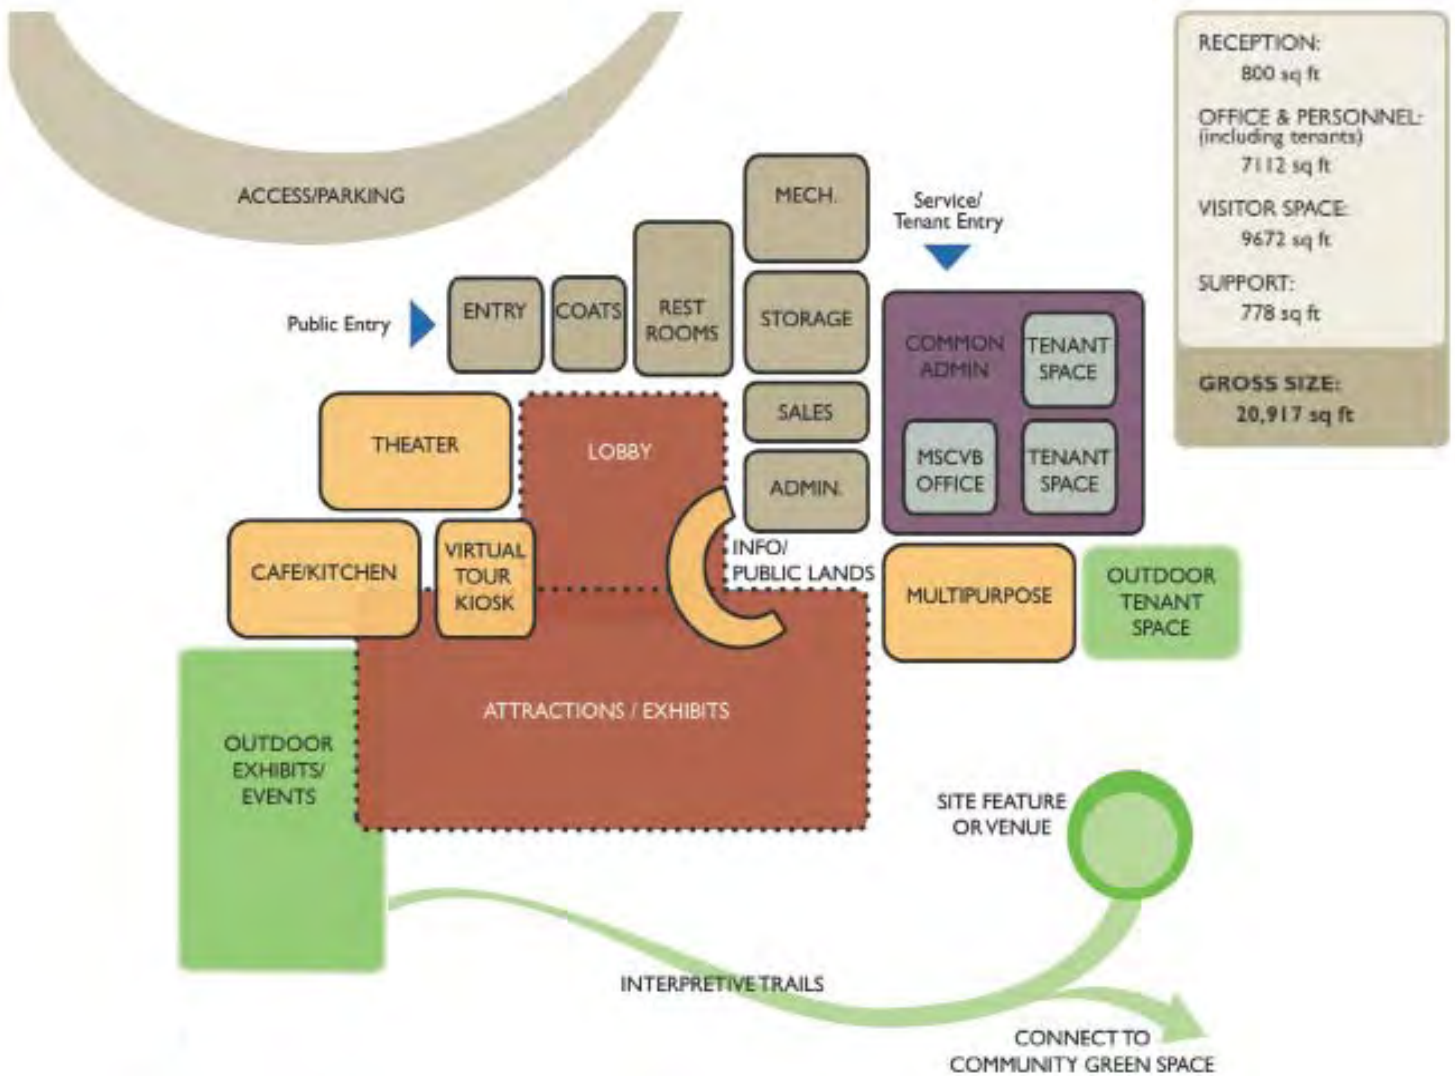 RECEPTION:
800 sq ft
OFFICE & PERSONNEL:
(including tenants)
7112 sq ft
VISITOR SPACE:
9672 sq ft
SUPPORT:
778 sq ft
GROSS SIZE:
20,917 sq ft
ACCESS/PARKING
MECH.
Service/
Tenant Entry
Public Entry
ENTRY
COATS
REST
ROOMS
STORAGE
COMMON
ADMIN
TENANT
SPACE
SALES
THEATER
LOBBY
ADMIN.
MSCVB
OFFICE
TENANT
SPACE
CAFE/KITCHEN
VIRTUAL
TOUR
KIOSK
INFO/
PUBLIC LANDS
MULTIPURPOSE
OUTDOOR
TENANT
SPACE
ATTRACTIONS / EXHIBITS
OUTDOOR
EXHIBITS/
EVENTS
SITE FEATURE
OR VENUE
INTERPRETIVE TRAILS
CONNECT TO
COMMUNITY GREEN SPACE